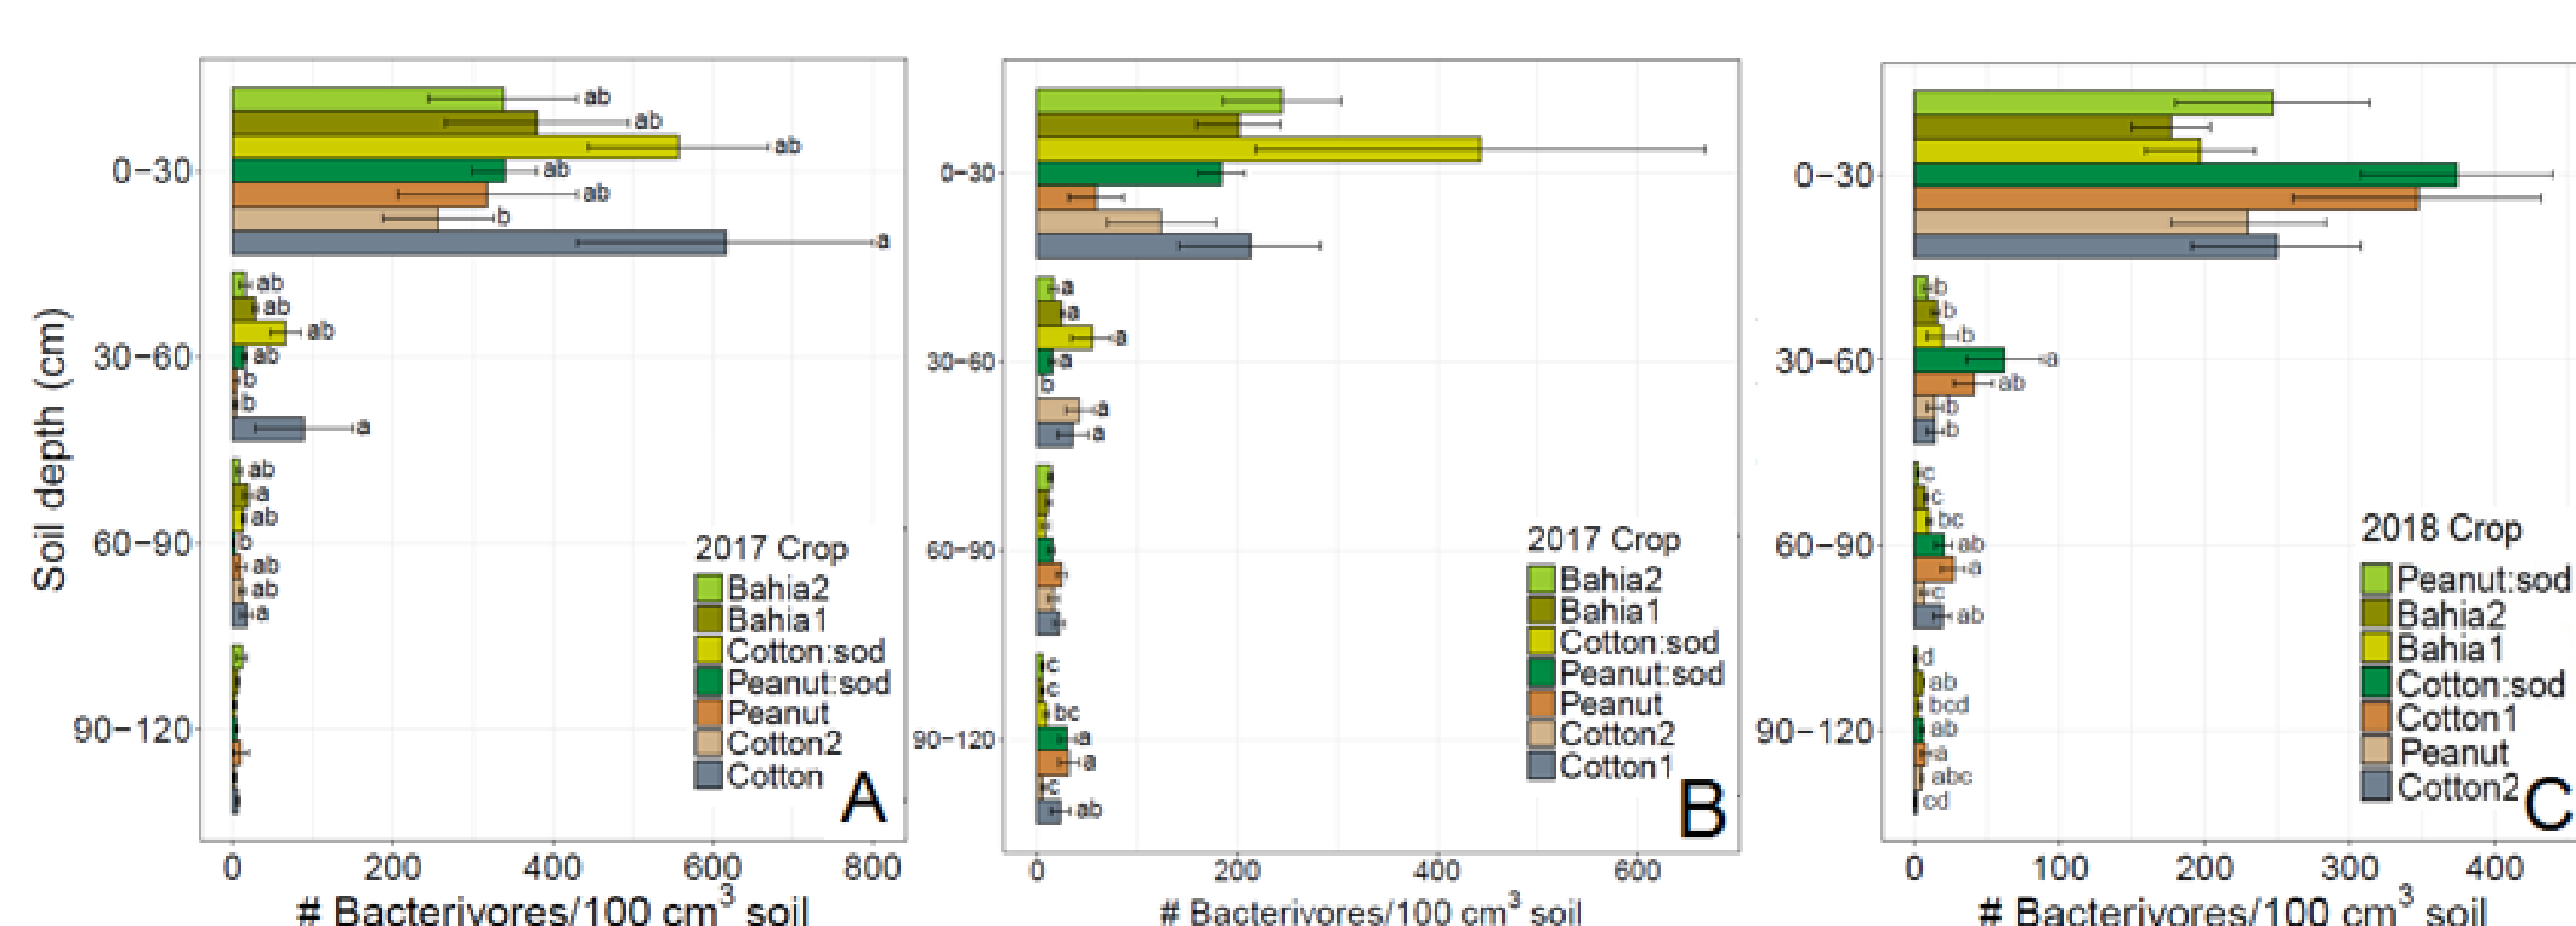 Soil depth (cm)
0−30
30−60
60−90
90−120
ab
ab
ab
ab
ab
b
a
ab
ab
ab
ab
b
b
a
ab
a
ab
b
ab
ab
a
2017 Crop
Bahia2
Bahia1
Cotton:sod
Peanut:sod
Peanut
Cotton2
Cotton
A
0 200 400 600 800
# Bacterivores/100 cm³ soil
0−30
30−60
60−90
90−120
a
a
a
a
b
a
a
c
c
bc
a
a
c
ab
2017 Crop
Bahia2
Bahia1
Cotton:sod
Peanut:sod
Peanut
Cotton2
Cotton1
B
0 200 400 600
# Bacterivores/100 cm³ soil
0−30
30−60
60−90
90−120
b
b
b
a
ab
b
b
c
c
bc
ab
a
c
ab
d
ab
bcd
ab
a
abc
cd
2018 Crop
Peanut:sod
Bahia2
Bahia1
Cotton:sod
Cotton1
Peanut
Cotton2
C
0 100 200 300 400
# Bacterivores/100 cm³ soil